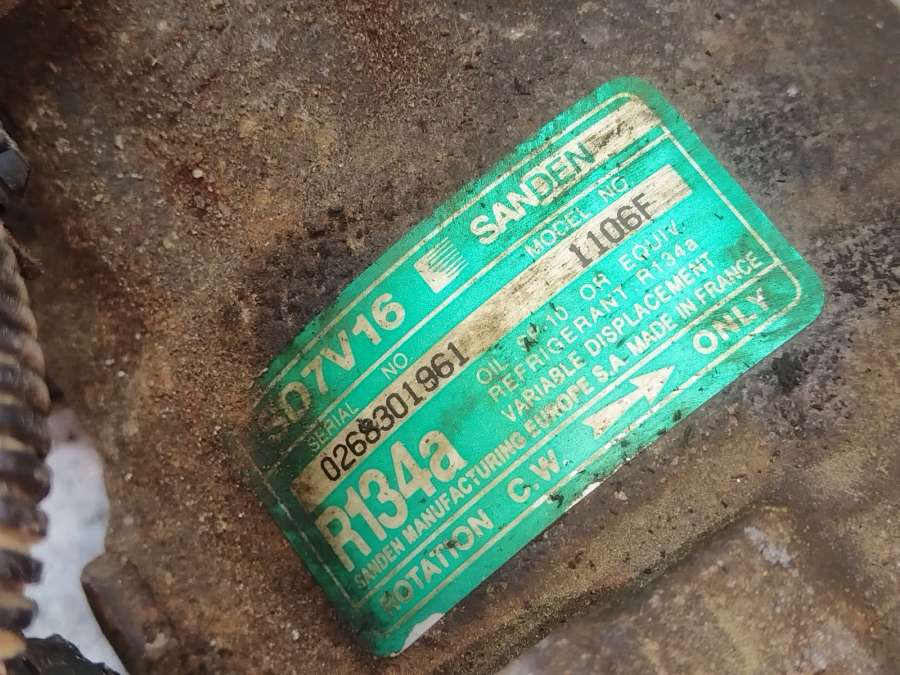 SD7V16 SANDEN
SERIAL NO. MODEL NO.
0268301961 1106F
R134a
OIL OR EQUIV.
REFRIGERANT R134a
VARIABLE DISPLACEMENT
SANDEN MANUFACTURING EUROPE S.A. MADE IN FRANCE
ROTATION C.W. ONLY